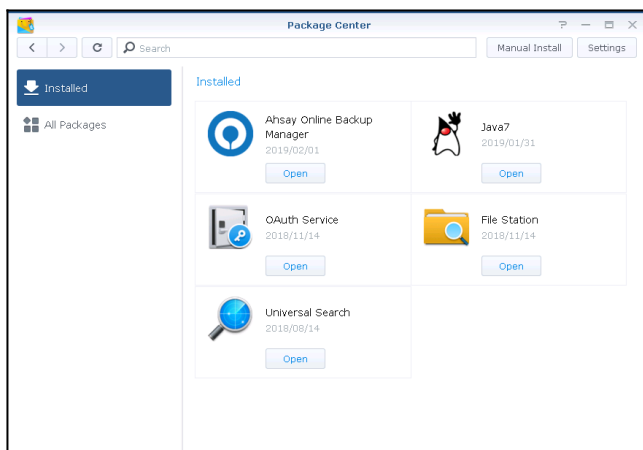 Package Center
Search
Manual Install
Settings
Installed
All Packages
Installed
Ahsay Online Backup
Manager
2019/02/01
Open
Java7
2019/01/31
Open
OAuth Service
2018/11/14
Open
File Station
2018/11/14
Open
Universal Search
2018/08/14
Open